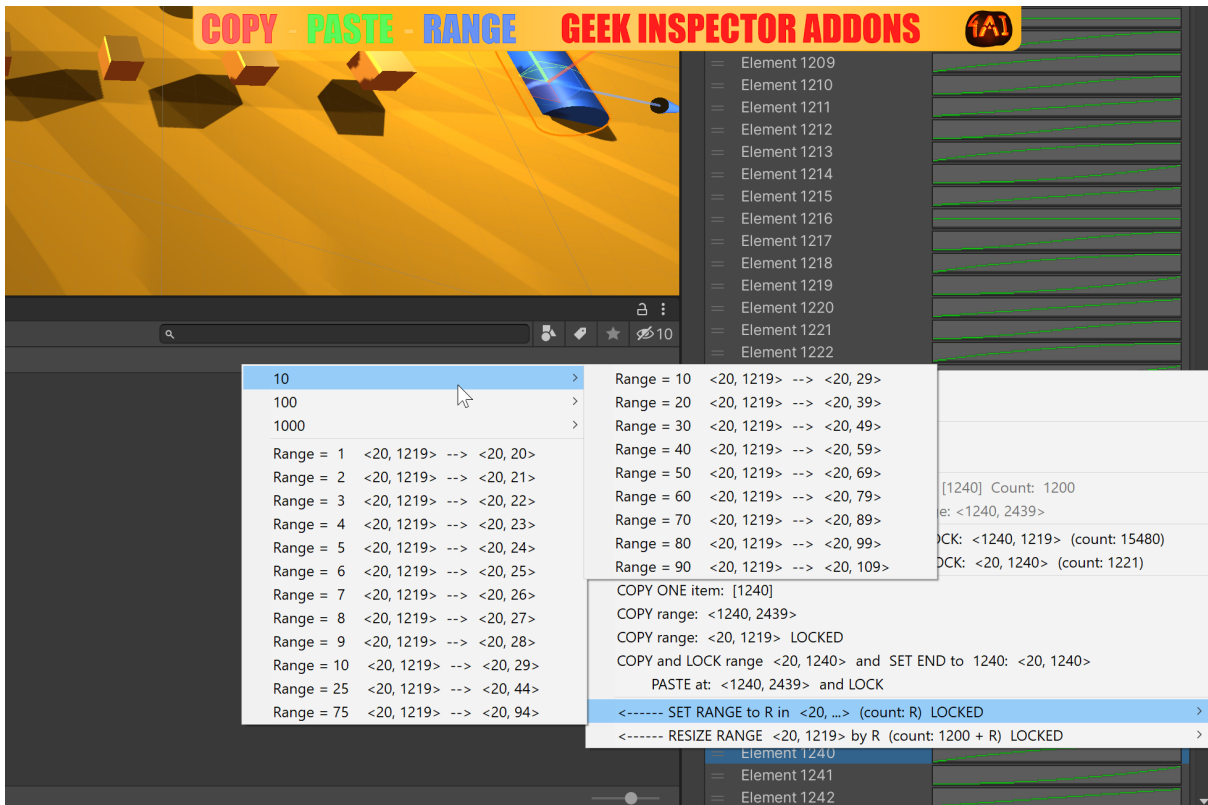 COPY - PASTE - RANGE GEEK INSPECTOR ADDONS 4AI
Element 1209
Element 1210
Element 1211
Element 1212
Element 1213
Element 1214
Element 1215
Element 1216
Element 1217
Element 1218
Element 1219
Element 1220
Element 1221
Element 1222
10
10
100
1000
Range = 1 <20, 1219> --> <20, 20>
Range = 2 <20, 1219> --> <20, 21>
Range = 3 <20, 1219> --> <20, 22>
Range = 4 <20, 1219> --> <20, 23>
Range = 5 <20, 1219> --> <20, 24>
Range = 6 <20, 1219> --> <20, 25>
Range = 7 <20, 1219> --> <20, 26>
Range = 8 <20, 1219> --> <20, 27>
Range = 9 <20, 1219> --> <20, 28>
Range = 10 <20, 1219> --> <20, 29>
Range = 25 <20, 1219> --> <20, 44>
Range = 75 <20, 1219> --> <20, 94>
Range = 10 <20, 1219> --> <20, 29>
Range = 20 <20, 1219> --> <20, 39>
Range = 30 <20, 1219> --> <20, 49>
Range = 40 <20, 1219> --> <20, 59>
Range = 50 <20, 1219> --> <20, 69>
Range = 60 <20, 1219> --> <20, 79>
Range = 70 <20, 1219> --> <20, 89>
Range = 80 <20, 1219> --> <20, 99>
Range = 90 <20, 1219> --> <20, 109>
[1240] Count: 1200
e: <1240, 2439>
OCK: <1240, 1219> (count: 15480)
OCK: <20, 1240> (count: 1221)
COPY ONE item: [1240]
COPY range: <1240, 2439>
COPY range: <20, 1219> LOCKED
COPY and LOCK range <20, 1240> and SET END to 1240: <20, 1240>
PASTE at: <1240, 2439> and LOCK
<------ SET RANGE to R in <20, ...> (count: R) LOCKED
<------ RESIZE RANGE <20, 1219> by R (count: 1200 + R) LOCKED
Element 1240
Element 1241
Element 1242